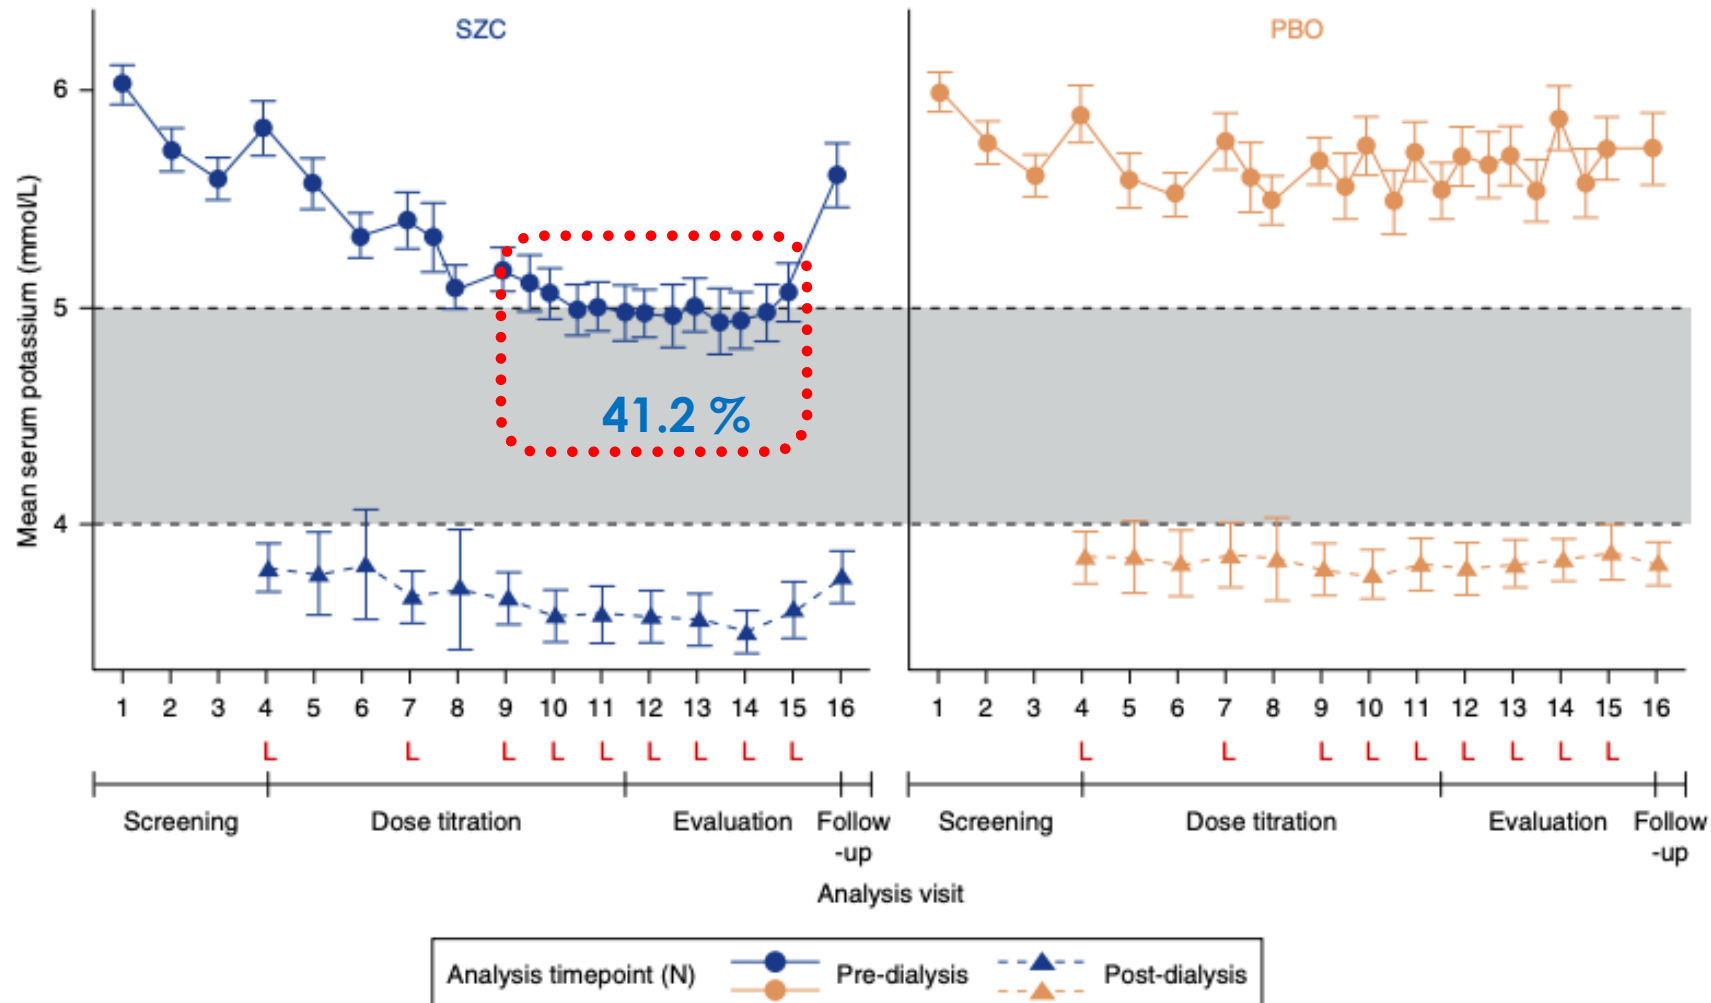 SZC
PBO
Mean serum potassium (mmol/L)
6
5
4
41.2 %
1 2 3 4 5 6 7 8 9 10 11 12 13 14 15 16
1 2 3 4 5 6 7 8 9 10 11 12 13 14 15 16
L L L L L L L L L
L L L L L L L L L
Screening Dose titration Evaluation Follow
-up
Screening Dose titration Evaluation Follow
-up
Analysis visit
Analysis timepoint (N) Pre-dialysis Post-dialysis